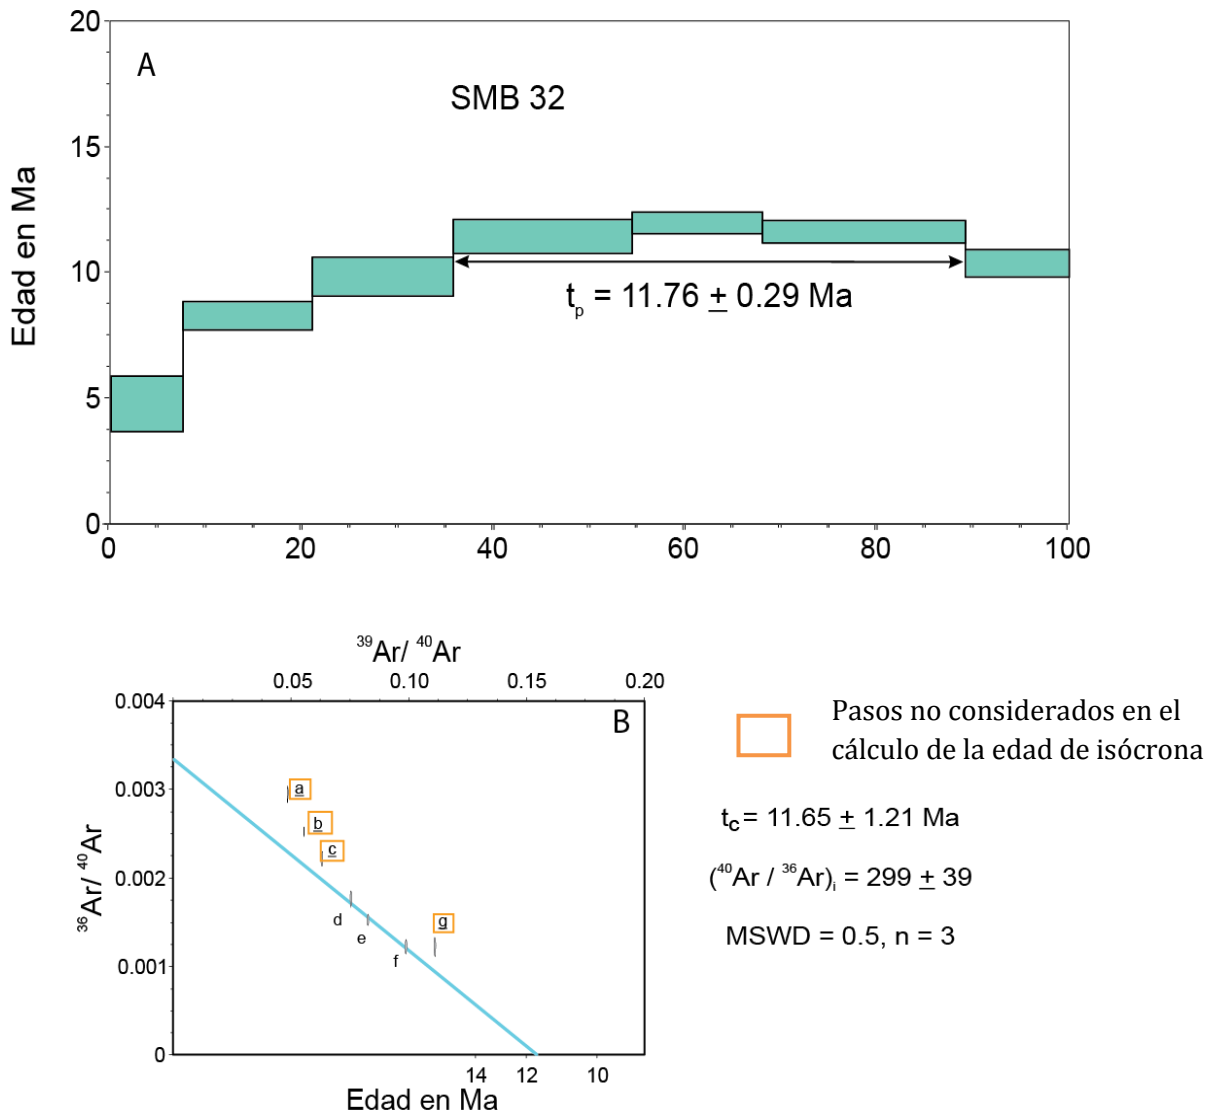 A
SMB 32
20
15
10
5
0
Edad en Ma
tp = 11.76 ± 0.29 Ma
0 20 40 60 80 100
39Ar/ 40Ar
0.05 0.10 0.15 0.20
B
0.004
0.003
0.002
0.001
0
36Ar/ 40Ar
a
b
c
d
e
f
g
14 12 10
Edad en Ma
Pasos no considerados en el
cálculo de la edad de isócrona
tc = 11.65 ± 1.21 Ma
(40Ar / 36Ar)i = 299 ± 39
MSWD = 0.5, n = 3